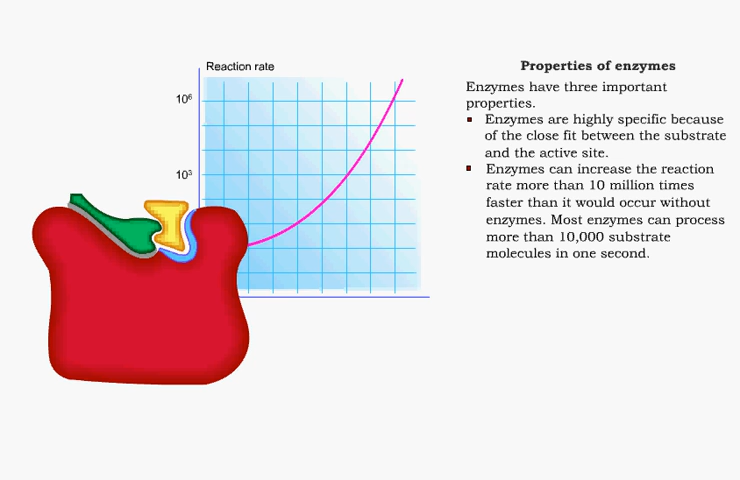 Reaction rate
10⁶
10³
Properties of enzymes
Enzymes have three important
properties.
Enzymes are highly specific because
of the close fit between the substrate
and the active site.
Enzymes can increase the reaction
rate more than 10 million times
faster than it would occur without
enzymes. Most enzymes can process
more than 10,000 substrate
molecules in one second.